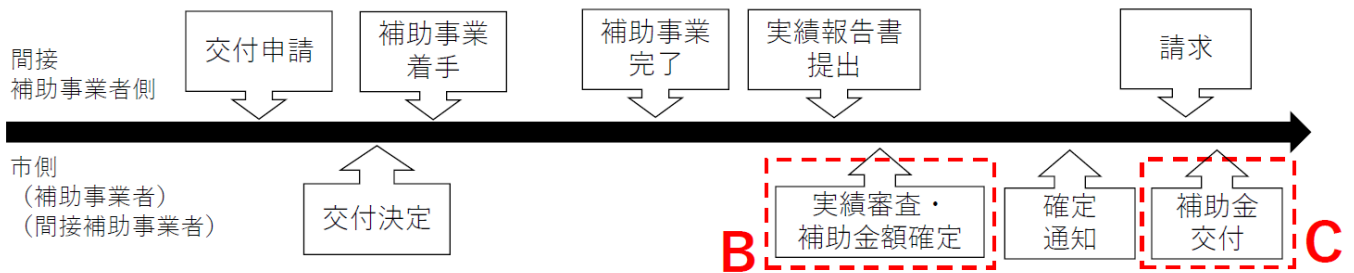 間接
補助事業者側
交付申請
補助事業
着手
補助事業
完了
実績報告書
提出
請求
市側
（補助事業者）
（間接補助事業者）
交付決定
B
実績審査・
補助金額確定
確定
通知
補助金
交付
C